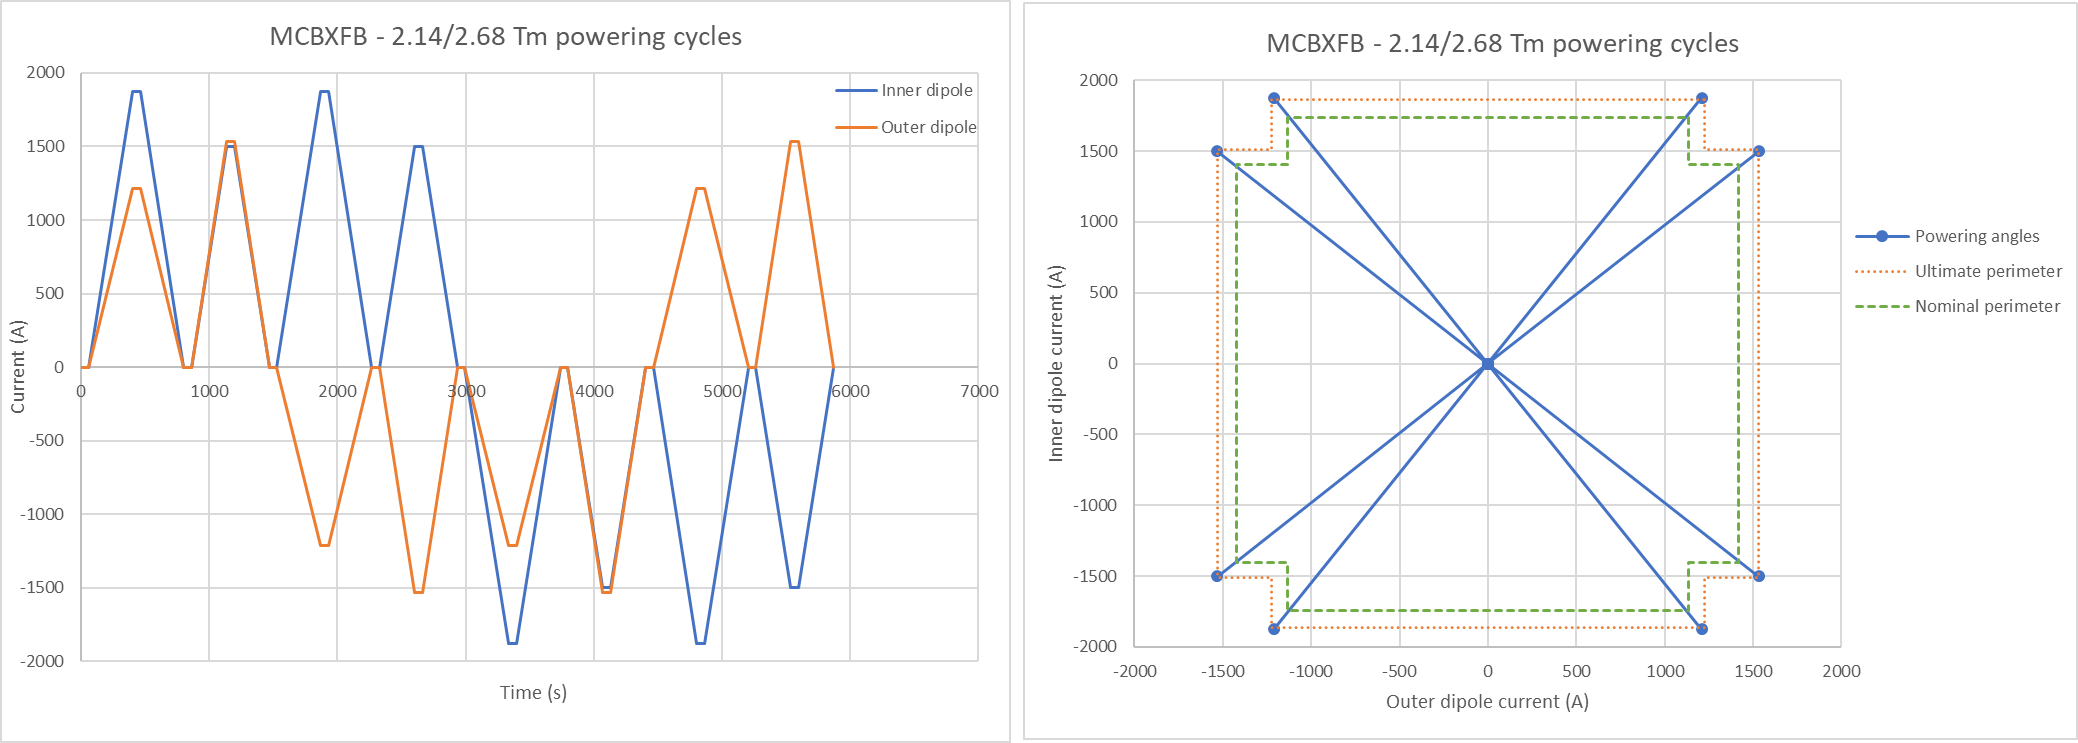 MCBXFB - 2.14/2.68 Tm powering cycles
2000
1500
1000
500
0
-500
-1000
-1500
-2000
Current (A)
0 1000 2000 3000 4000 5000 6000 7000
Time (s)
Inner dipole
Outer dipole
MCBXFB - 2.14/2.68 Tm powering cycles
2000
1500
1000
500
0
-500
-1000
-1500
-2000
Inner dipole current (A)
-2000 -1500 -1000 -500 0 500 1000 1500 2000
Outer dipole current (A)
Powering angles
Ultimate perimeter
Nominal perimeter